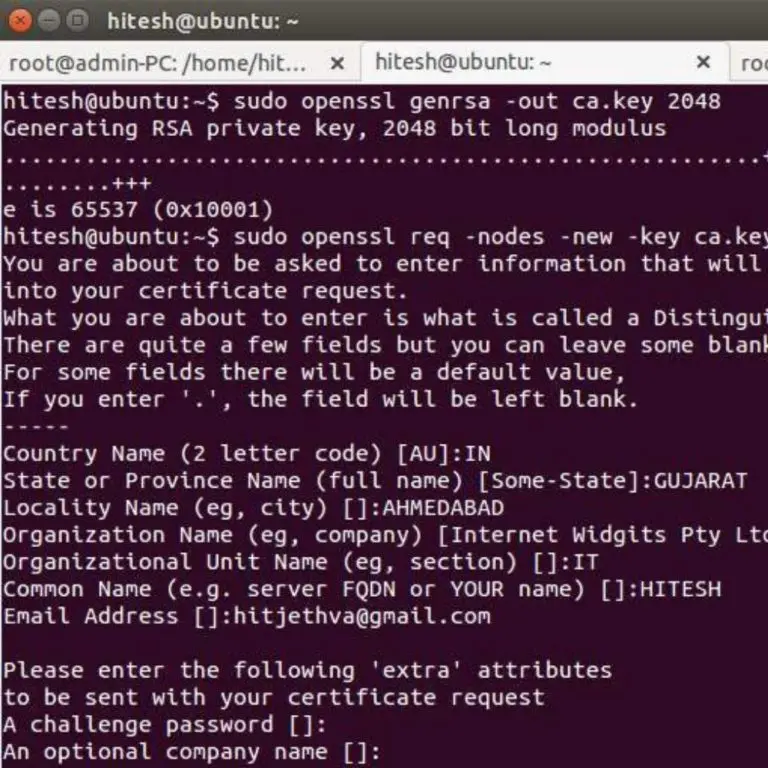 hitesh@ubuntu: ~
root@admin-PC: /home/hit... × hitesh@ubuntu: ~ × roo
hitesh@ubuntu:~$ sudo openssl genrsa -out ca.key 2048
Generating RSA private key, 2048 bit long modulus
........................................................+
........+++
e is 65537 (0x10001)
hitesh@ubuntu:~$ sudo openssl req -nodes -new -key ca.key
You are about to be asked to enter information that will
into your certificate request.
What you are about to enter is what is called a Distingui
There are quite a few fields but you can leave some blank
For some fields there will be a default value,
If you enter '.', the field will be left blank.
-----
Country Name (2 letter code) [AU]:IN
State or Province Name (full name) [Some-State]:GUJARAT
Locality Name (eg, city) []:AHMEDABAD
Organization Name (eg, company) [Internet Widgits Pty Ltd
Organizational Unit Name (eg, section) []:IT
Common Name (e.g. server FQDN or YOUR name) []:HITESH
Email Address []:hitjethva@gmail.com
Please enter the following 'extra' attributes
to be sent with your certificate request
A challenge password []:
An optional company name []: